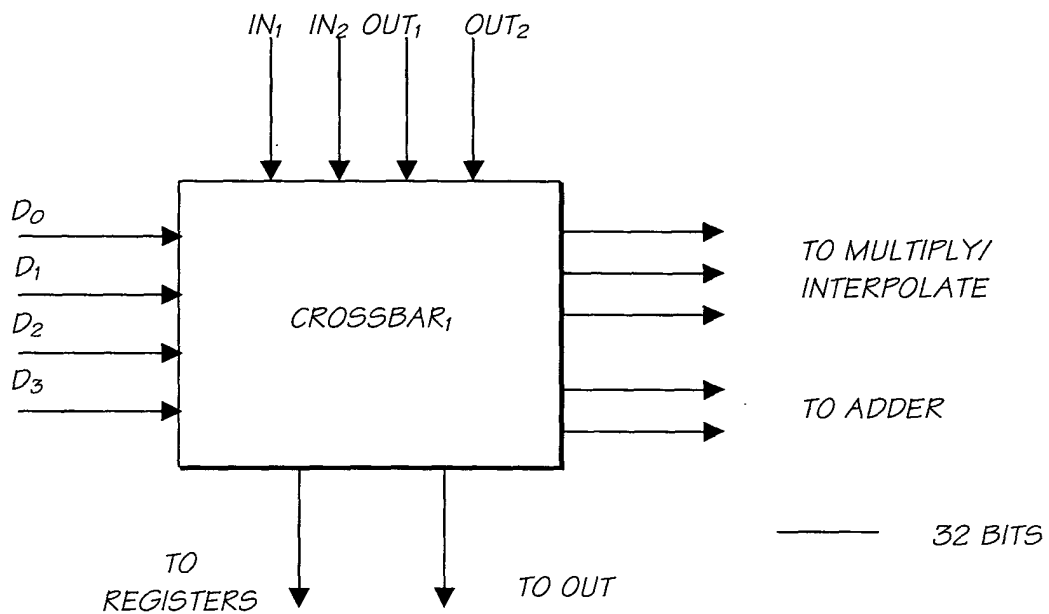 IN₁ IN₂ OUT₁ OUT₂
D₀
D₁
D₂
D₃
CROSSBAR₁
TO MULTIPLY/
INTERPOLATE
TO ADDER
32 BITS
TO
REGISTERS
TO OUT